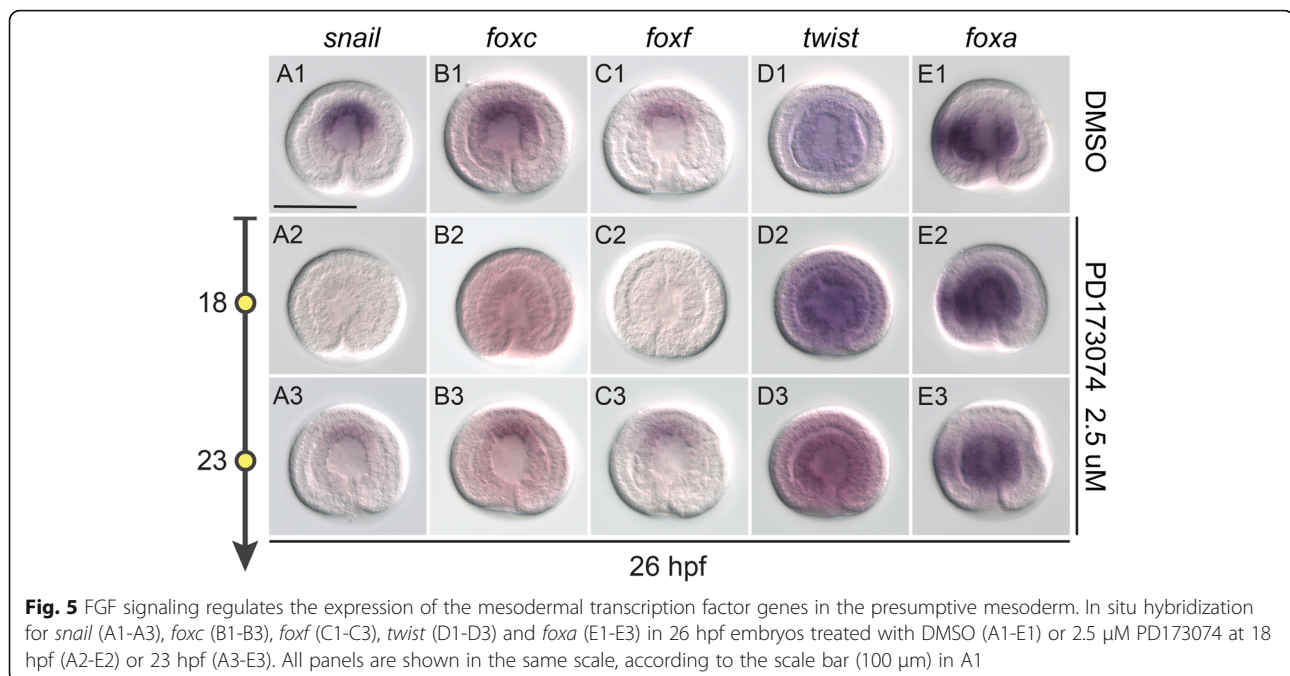 snail foxc foxf twist foxa
A1 B1 C1 D1 E1
DMSO
A2 B2 C2 D2 E2
18
A3 B3 C3 D3 E3
23
PD173074 2.5 uM
26 hpf
Fig. 5 FGF signaling regulates the expression of the mesodermal transcription factor genes in the presumptive mesoderm. In situ hybridization
for snail (A1-A3), foxc (B1-B3), foxf (C1-C3), twist (D1-D3) and foxa (E1-E3) in 26 hpf embryos treated with DMSO (A1-E1) or 2.5 μM PD173074 at 18
hpf (A2-E2) or 23 hpf (A3-E3). All panels are shown in the same scale, according to the scale bar (100 μm) in A1